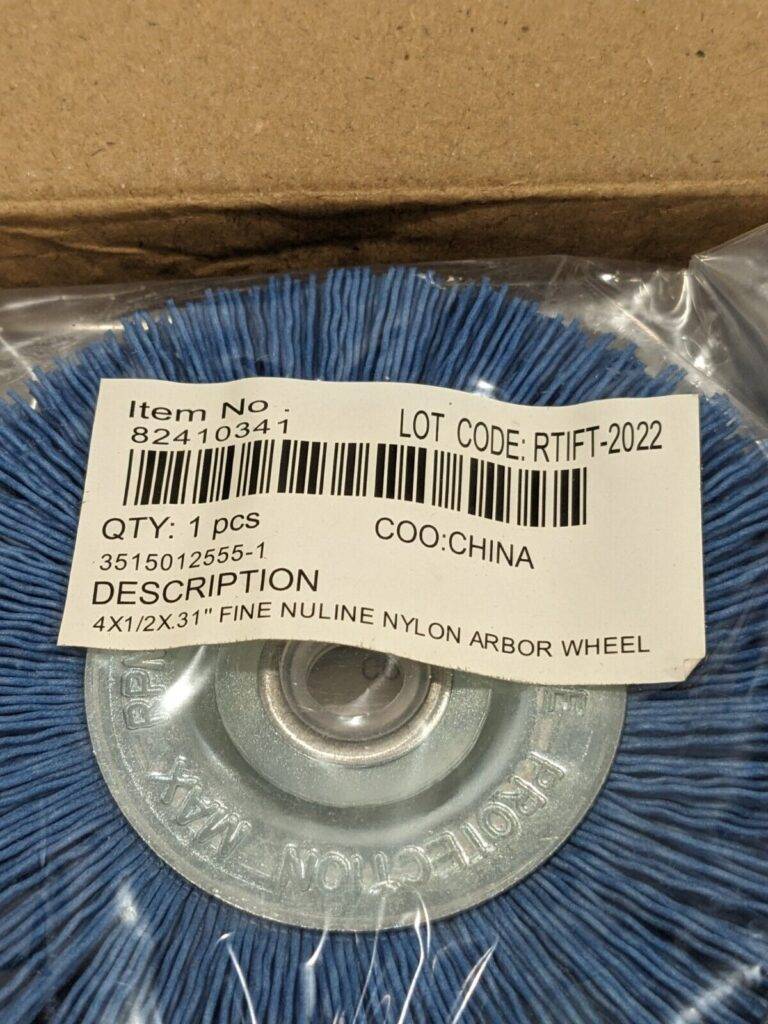 Item No .
82410341
LOT CODE: RTIFT-2022
QTY: 1 pcs
COO:CHINA
3515012555-1
DESCRIPTION
4X1/2X.31" FINE NULINE NYLON ARBOR WHEEL
PROTECTION MAX RPM